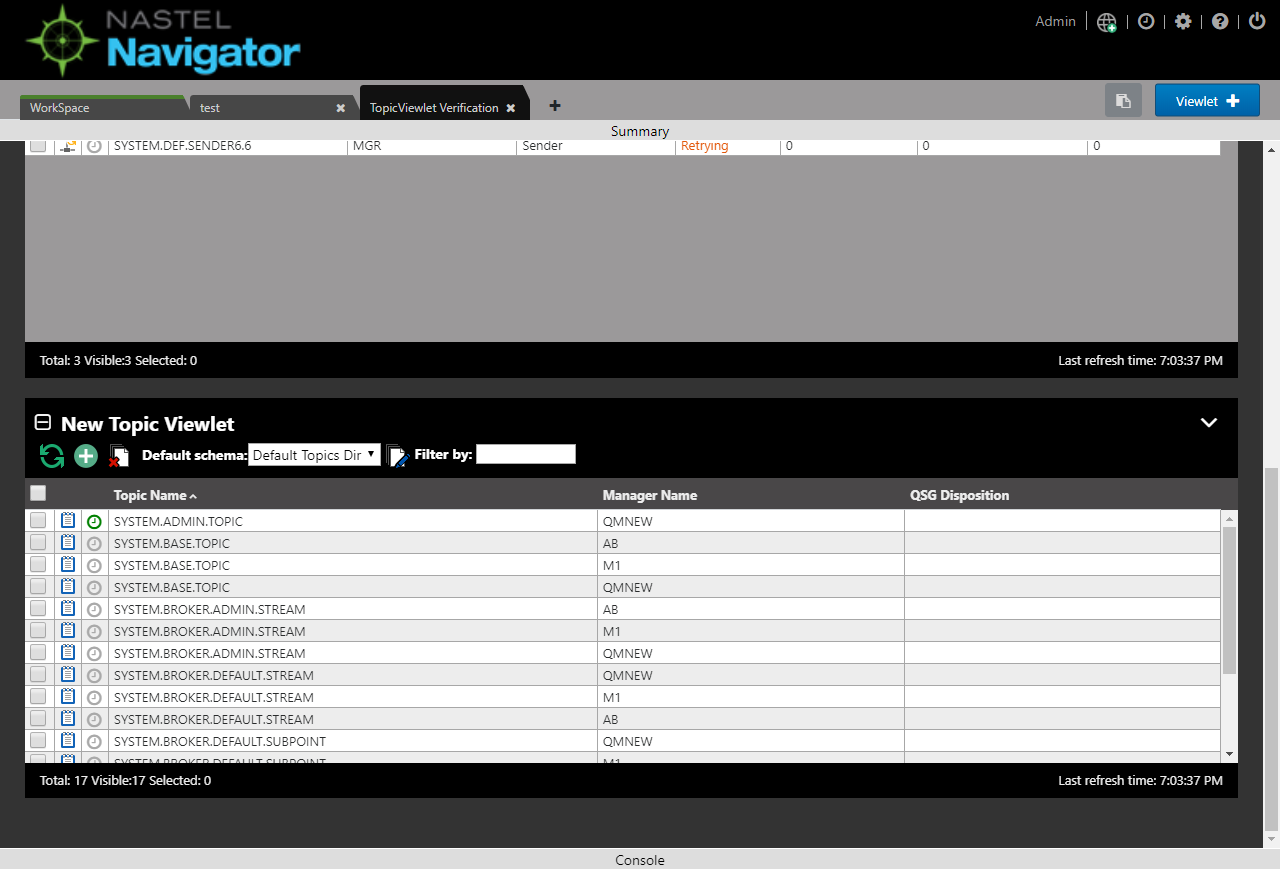 NASTEL
Navigator
Admin
WorkSpace test TopicViewlet Verification Viewlet
Summary
SYSTEM.DEF.SENDER6.6 MGR Sender Retrying 0 0 0
Total: 3 Visible:3 Selected: 0 Last refresh time: 7:03:37 PM
New Topic Viewlet
Default schema: Default Topics Dir Filter by:
Topic Name Manager Name QSG Disposition
SYSTEM.ADMIN.TOPIC QMNEW
SYSTEM.BASE.TOPIC AB
SYSTEM.BASE.TOPIC M1
SYSTEM.BASE.TOPIC QMNEW
SYSTEM.BROKER.ADMIN.STREAM AB
SYSTEM.BROKER.ADMIN.STREAM M1
SYSTEM.BROKER.ADMIN.STREAM QMNEW
SYSTEM.BROKER.DEFAULT.STREAM QMNEW
SYSTEM.BROKER.DEFAULT.STREAM M1
SYSTEM.BROKER.DEFAULT.STREAM AB
SYSTEM.BROKER.DEFAULT.SUBPOINT QMNEW
SYSTEM.BROKER.DEFAULT.SUBPOINT M1
Total: 17 Visible:17 Selected: 0 Last refresh time: 7:03:37 PM
Console